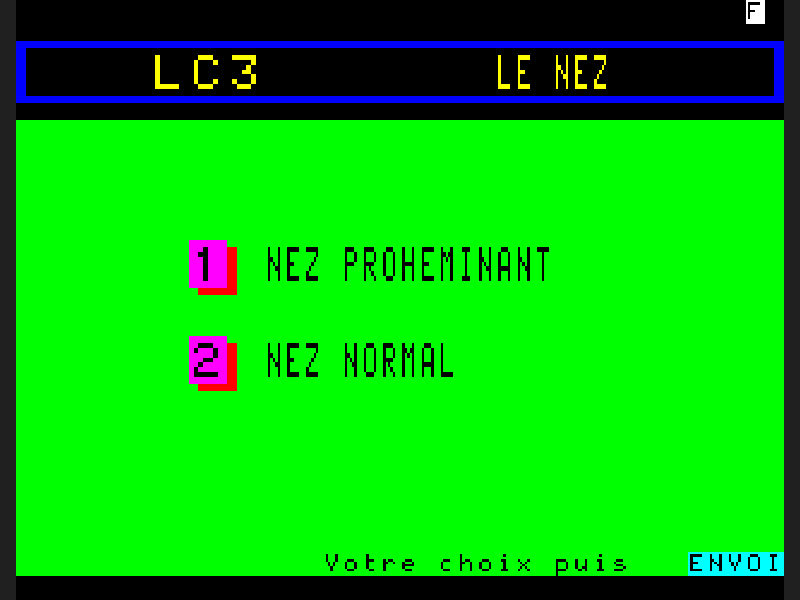 F
LC3 LE NEZ
1 NEZ PROHEMINANT
2 NEZ NORMAL
Votre choix puis ENVOI